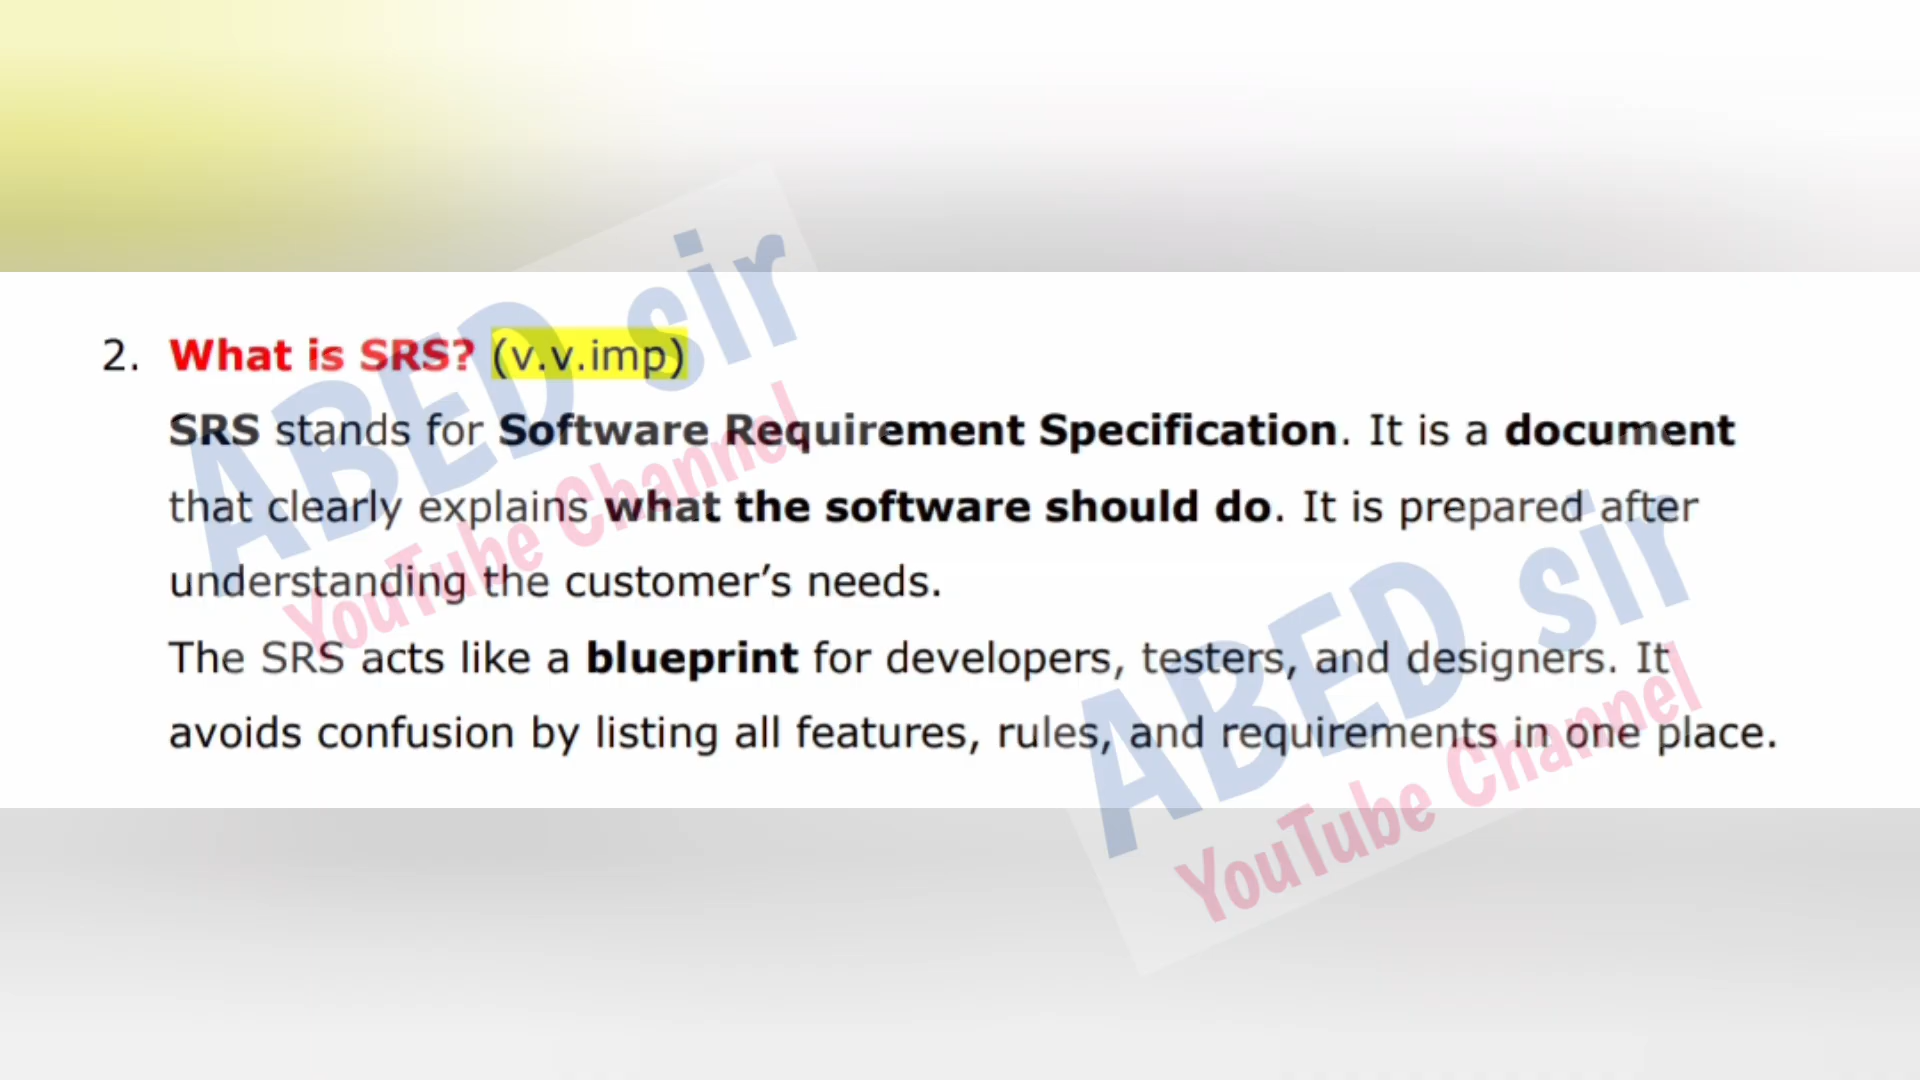 2. What is SRS? (v.v.imp)
SRS stands for Software Requirement Specification. It is a document
that clearly explains what the software should do. It is prepared after
understanding the customer’s needs.
The SRS acts like a blueprint for developers, testers, and designers. It
avoids confusion by listing all features, rules, and requirements in one place.
ABED sir
YouTube Channel
ABED sir
YouTube Channel